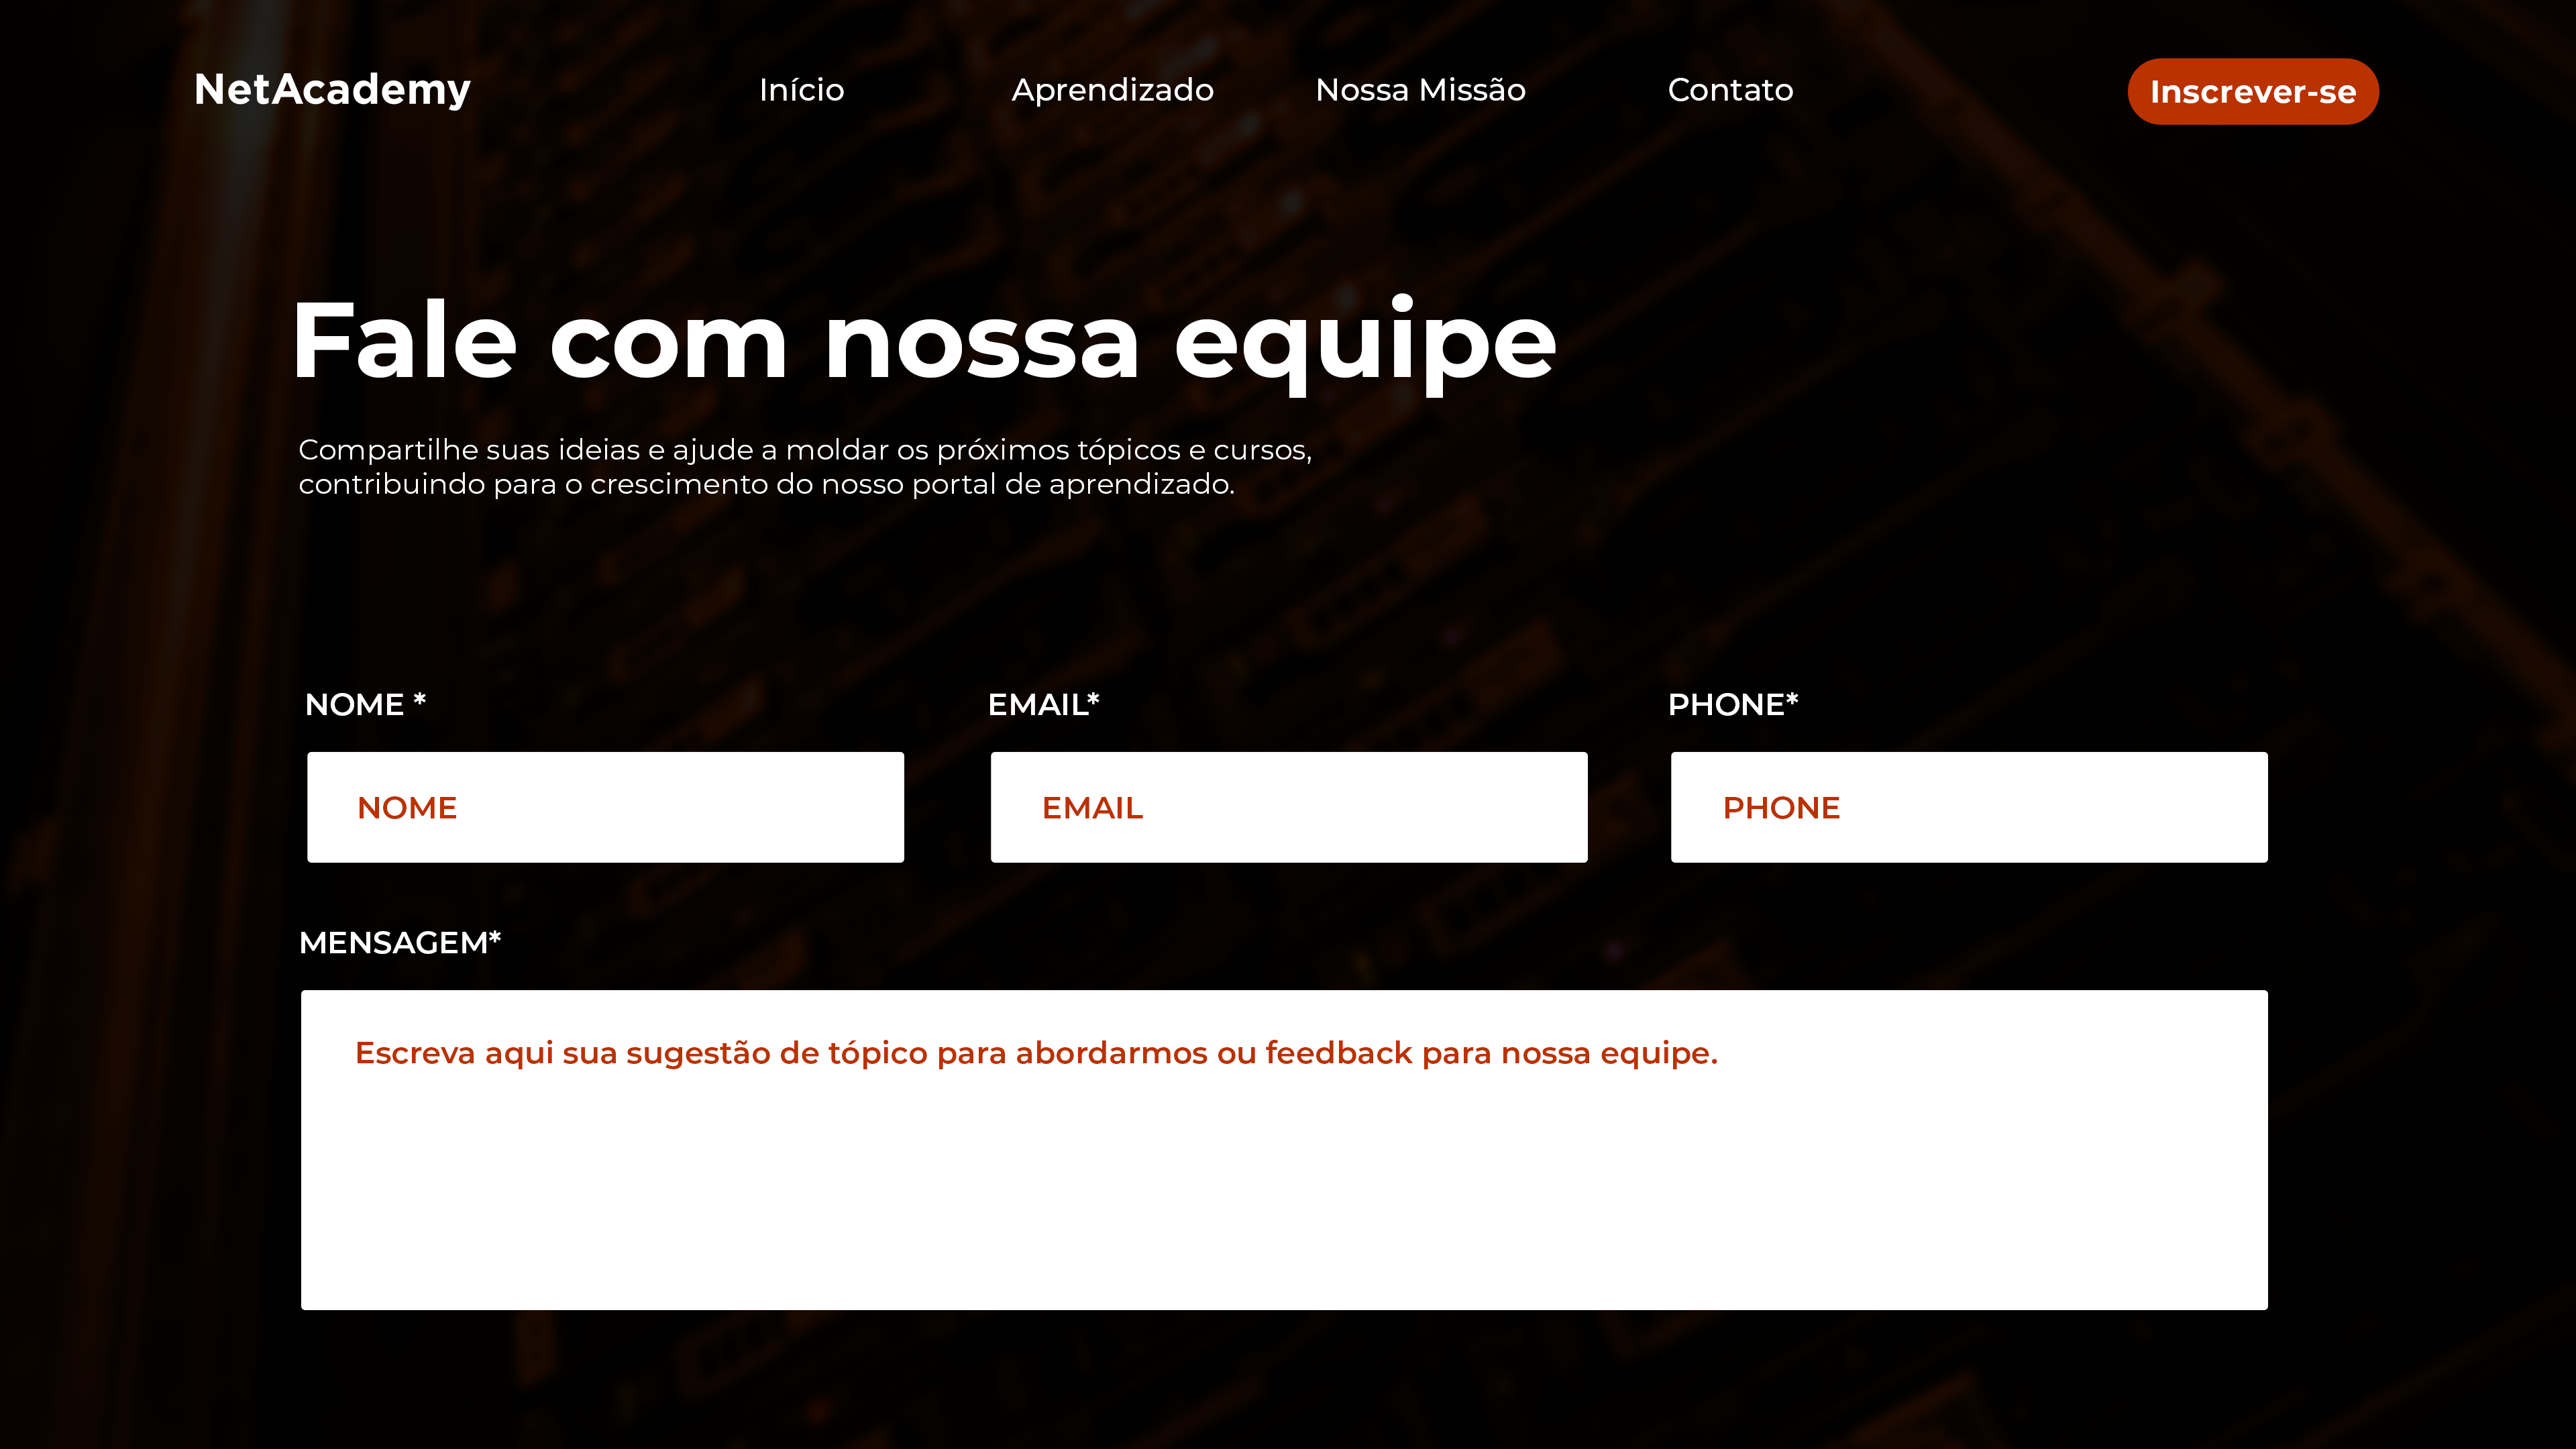 NetAcademy
Início
Aprendizado
Nossa Missão
Contato
Inscrever-se
Fale com nossa equipe
Compartilhe suas ideias e ajude a moldar os próximos tópicos e cursos,
contribuindo para o crescimento do nosso portal de aprendizado.
NOME *
EMAIL*
PHONE*
NOME
EMAIL
PHONE
MENSAGEM*
Escreva aqui sua sugestão de tópico para abordarmos ou feedback para nossa equipe.